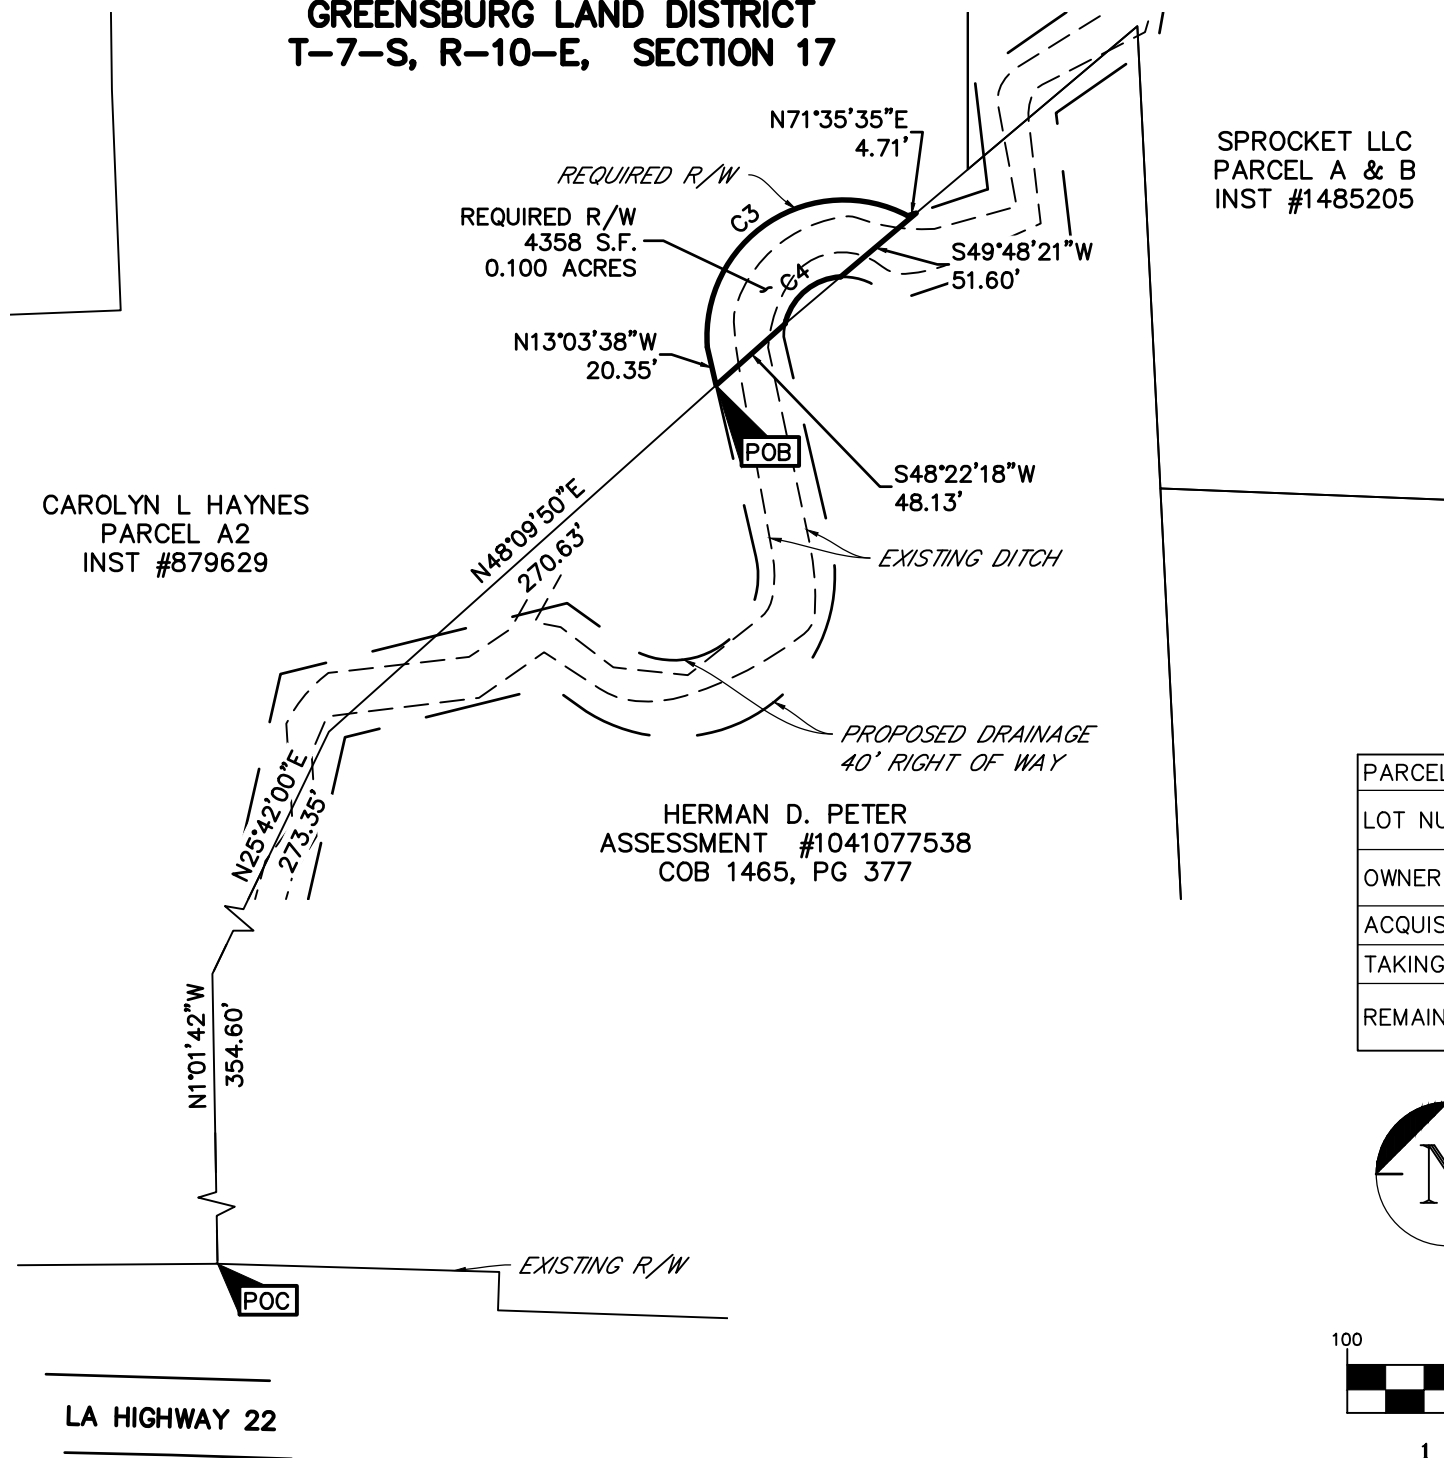 GREENSBURG LAND DISTRICT
T-7-S, R-10-E, SECTION 17
N71°35'35"E
4.71'
SPROCKET LLC
PARCEL A & B
INST #1485205
REQUIRED R/W
REQUIRED R/W
4358 S.F.
0.100 ACRES
C3
C4
S49°48'21"W
51.60'
N13°03'38"W
20.35'
POB
S48°22'18"W
48.13'
CAROLYN L HAYNES
PARCEL A2
INST #879629
N48°09'50"E
270.63'
EXISTING DITCH
PROPOSED DRAINAGE
40' RIGHT OF WAY
N25°42'00"E
273.35'
HERMAN D. PETER
ASSESSMENT #1041077538
COB 1465, PG 377
PARCEL
LOT NU
OWNER
ACQUIS
TAKING
REMAIN
N1°01'42"W
354.60'
N
EXISTING R/W
POC
100
LA HIGHWAY 22
1